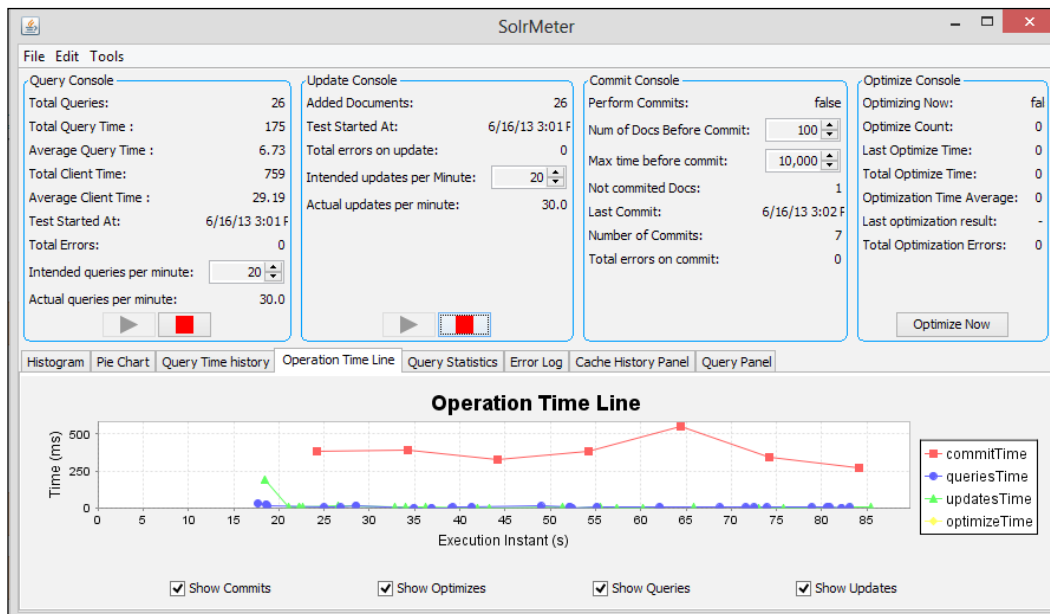 SolrMeter
File Edit Tools
Query Console
Total Queries: 26
Total Query Time : 175
Average Query Time : 6.73
Total Client Time: 759
Average Client Time : 29.19
Test Started At: 6/16/13 3:01 P
Total Errors: 0
Intended queries per minute: 20
Actual queries per minute: 30.0
Update Console
Added Documents: 26
Test Started At: 6/16/13 3:01 P
Total errors on update: 0
Intended updates per Minute: 20
Actual updates per minute: 30.0
Commit Console
Perform Commits: false
Num of Docs Before Commit: 100
Max time before commit: 10,000
Not commited Docs: 1
Last Commit: 6/16/13 3:02 P
Number of Commits: 7
Total errors on commit: 0
Optimize Console
Optimizing Now: fal
Optimize Count: 0
Last Optimize Time: 0
Total Optimize Time: 0
Optimization Time Average: 0
Last optimization result: -
Total Optimization Errors: 0
Optimize Now
Histogram Pie Chart Query Time history Operation Time Line Query Statistics Error Log Cache History Panel Query Panel
Operation Time Line
Time (ms)
500
250
0
0 5 10 15 20 25 30 35 40 45 50 55 60 65 70 75 80 85
Execution Instant (s)
commitTime
queriesTime
updatesTime
optimizeTime
Show Commits Show Optimizes Show Queries Show Updates